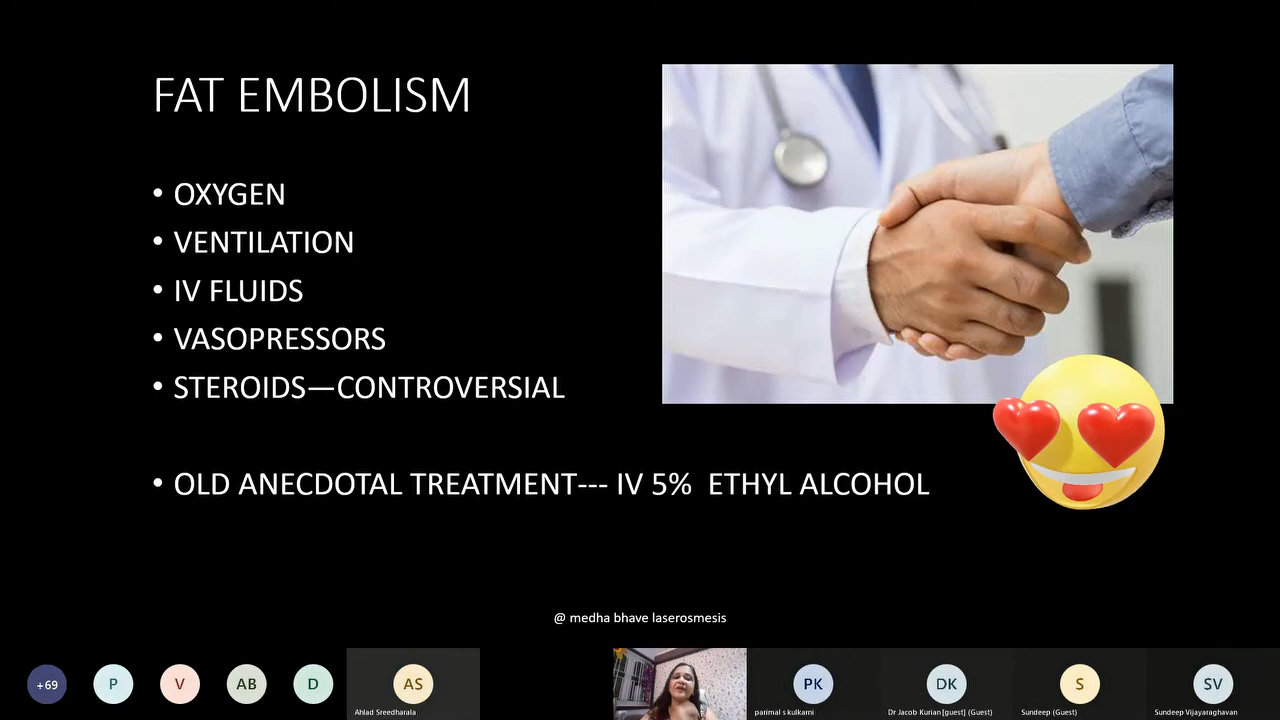 FAT EMBOLISM
• OXYGEN
• VENTILATION
• IV FLUIDS
• VASOPRESSORS
• STEROIDS—CONTROVERSIAL
• OLD ANECDOTAL TREATMENT--- IV 5% ETHYL ALCOHOL
@ medha bhave laserosmesis
+69
P
V
AB
D
AS
PK
DK
S
SV
Ahlad Sreedharala
parimal s kulkarni
Dr Jacob Kurian[guest] (Guest)
Sundeep (Guest)
Sundeep Vijayaraghavan